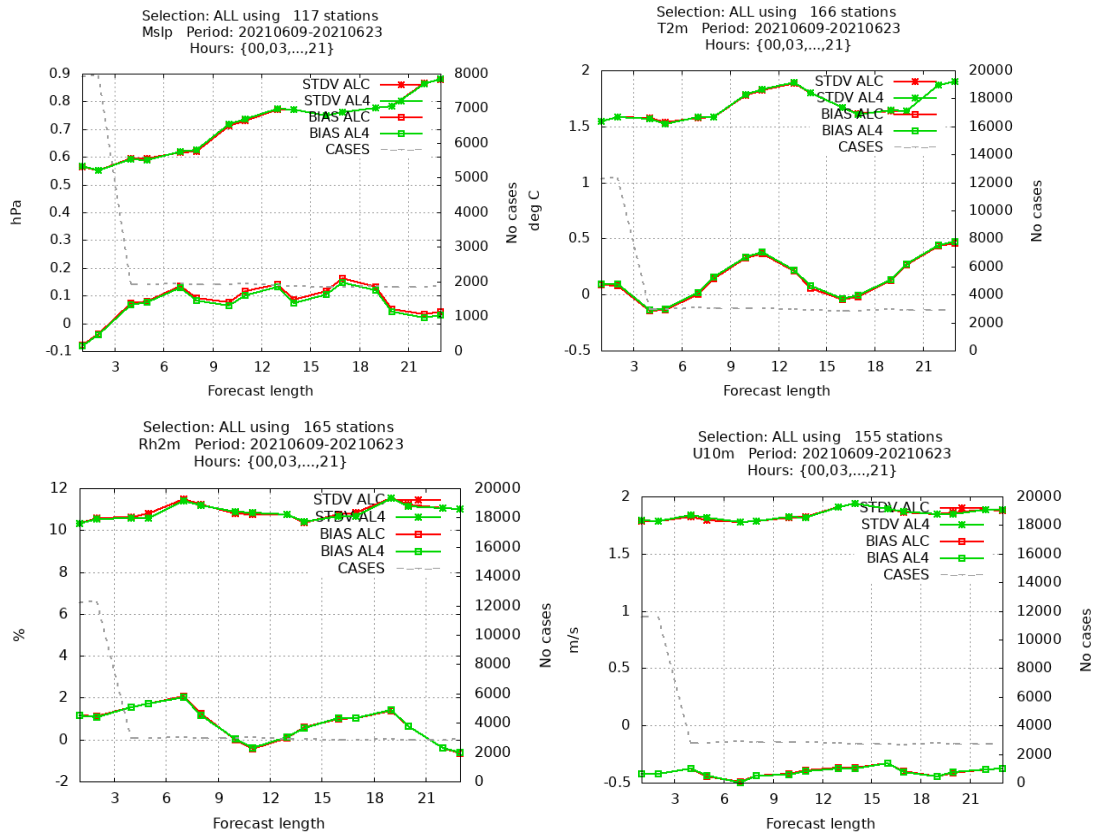 Selection: ALL using 117 stations
Mslp Period: 20210609-20210623
Hours: {00,03,...,21}
0.9
0.8
0.7
0.6
0.5
0.4
0.3
0.2
0.1
0
-0.1
hPa
8000
7000
6000
5000
4000
3000
2000
1000
0
No cases
STDV ALC
STDV AL4
BIAS ALC
BIAS AL4
CASES
3 6 9 12 15 18 21
Forecast length
Selection: ALL using 166 stations
T2m Period: 20210609-20210623
Hours: {00,03,...,21}
2
1.5
1
0.5
0
-0.5
deg C
20000
18000
16000
14000
12000
10000
8000
6000
4000
2000
0
No cases
STDV ALC
STDV AL4
BIAS ALC
BIAS AL4
CASES
3 6 9 12 15 18 21
Forecast length
Selection: ALL using 165 stations
Rh2m Period: 20210609-20210623
Hours: {00,03,...,21}
12
10
8
6
4
2
0
-2
%
20000
18000
16000
14000
12000
10000
8000
6000
4000
2000
0
No cases
STDV ALC
STDV AL4
BIAS ALC
BIAS AL4
CASES
3 6 9 12 15 18 21
Forecast length
Selection: ALL using 155 stations
U10m Period: 20210609-20210623
Hours: {00,03,...,21}
2
1.5
1
0.5
0
-0.5
m/s
20000
18000
16000
14000
12000
10000
8000
6000
4000
2000
0
No cases
STDV ALC
STDV AL4
BIAS ALC
BIAS AL4
CASES
3 6 9 12 15 18 21
Forecast length